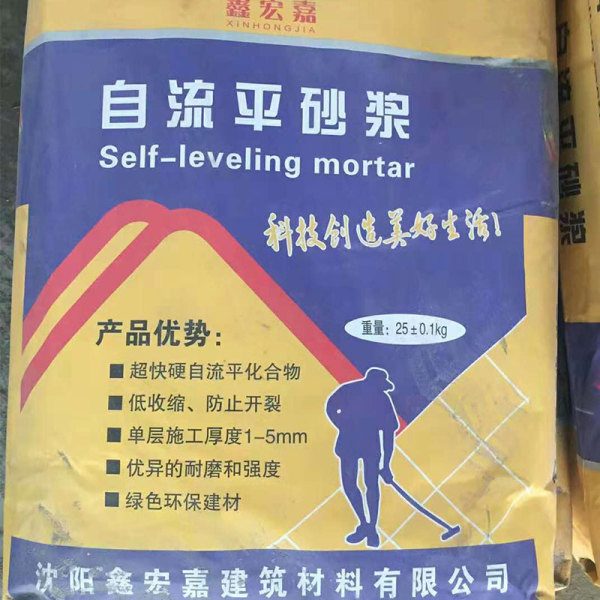 鑫宏嘉
XINHONGJIA
自流平砂浆
Self-leveling mortar
科技创造美好生活!
重量: 25±0.1kg
产品优势:
■ 超快硬自流平化合物
■ 低收缩、防止开裂
■ 单层施工厚度1-5mm
■ 优异的耐磨和强度
■ 绿色环保建材
沈阳鑫宏嘉建筑材料有限公司
砂浆